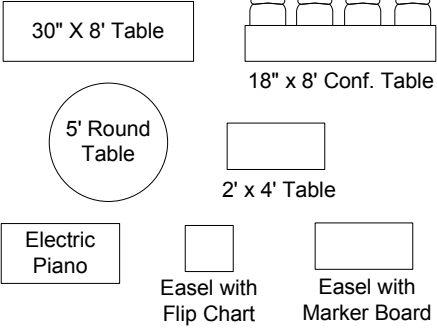 30" X 8' Table
18" x 8' Conf. Table
5' Round
Table
2' x 4' Table
Electric
Piano
Easel with
Flip Chart
Easel with
Marker Board